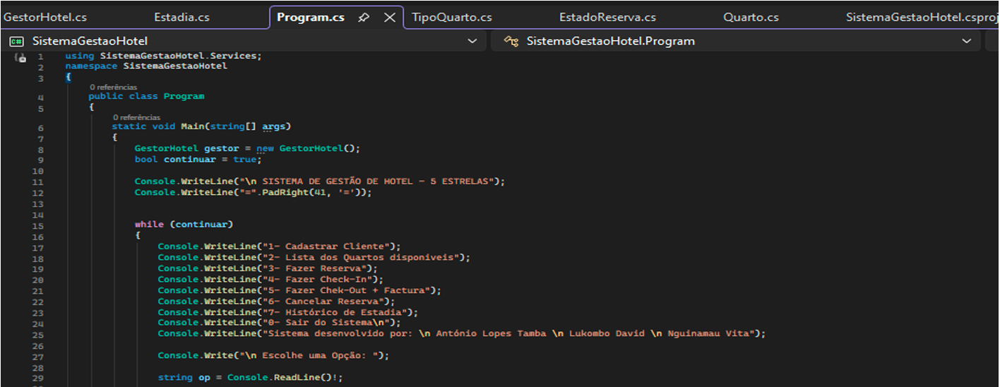 GestorHotel.cs Estadia.cs Program.cs TipoQuarto.cs EstadoReserva.cs Quarto.cs SistemaGestaoHotel.csproj
C# SistemaGestaoHotel SistemaGestaoHotel.Program
1 using SistemaGestaoHotel.Services;
2 namespace SistemaGestaoHotel
3 {
0 referências
4 public class Program
5 {
0 referências
6 static void Main(string[] args)
7 {
8 GestorHotel gestor = new GestorHotel();
9 bool continuar = true;
10
11 Console.WriteLine("\n SISTEMA DE GESTÃO DE HOTEL - 5 ESTRELAS");
12 Console.WriteLine("=".PadRight(41, '='));
13
14
15 while (continuar)
16 {
17 Console.WriteLine("1- Cadastrar Cliente");
18 Console.WriteLine("2- Lista dos Quartos disponiveis");
19 Console.WriteLine("3- Fazer Reserva");
20 Console.WriteLine("4- Fazer Check-In");
21 Console.WriteLine("5- Fazer Chek-Out + Factura");
22 Console.WriteLine("6- Cancelar Reserva");
23 Console.WriteLine("7- Histórico de Estadia");
24 Console.WriteLine("0- Sair do Sistema\n");
25 Console.WriteLine("Sistema desenvolvido por: \n António Lopes Tamba \n Lukombo David \n Nguinamau Vita");
26
27 Console.Write("\n Escolhe uma Opção: ");
28
29 string op = Console.ReadLine()!;